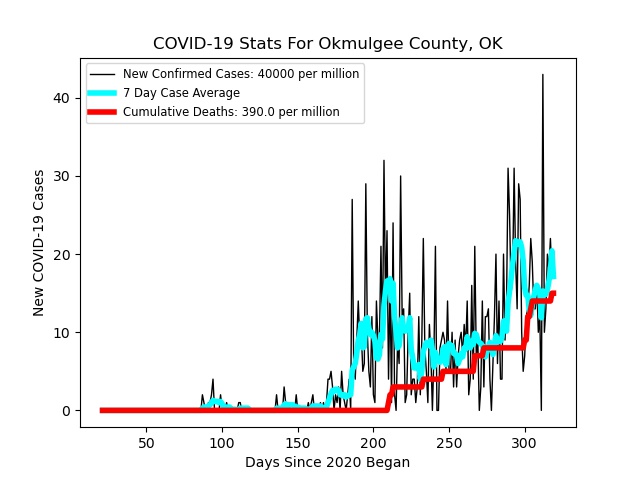 COVID-19 Stats For Okmulgee County, OK
New Confirmed Cases: 40000 per million
7 Day Case Average
Cumulative Deaths: 390.0 per million
New COVID-19 Cases
40
30
20
10
0
50 100 150 200 250 300
Days Since 2020 Began